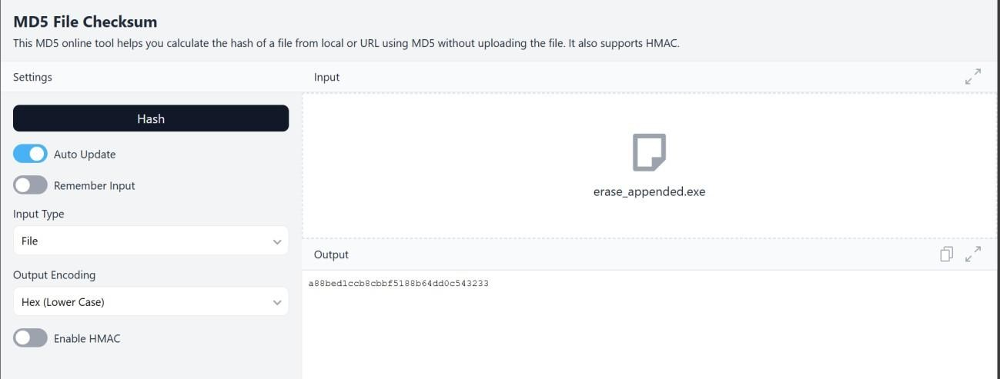 MD5 File Checksum
This MD5 online tool helps you calculate the hash of a file from local or URL using MD5 without uploading the file. It also supports HMAC.
Settings
Hash
Auto Update
Remember Input
Input Type
File
Output Encoding
Hex (Lower Case)
Enable HMAC
Input
erase_appended.exe
Output
a88bed1ccb8cbbf5188b64dd0c543233